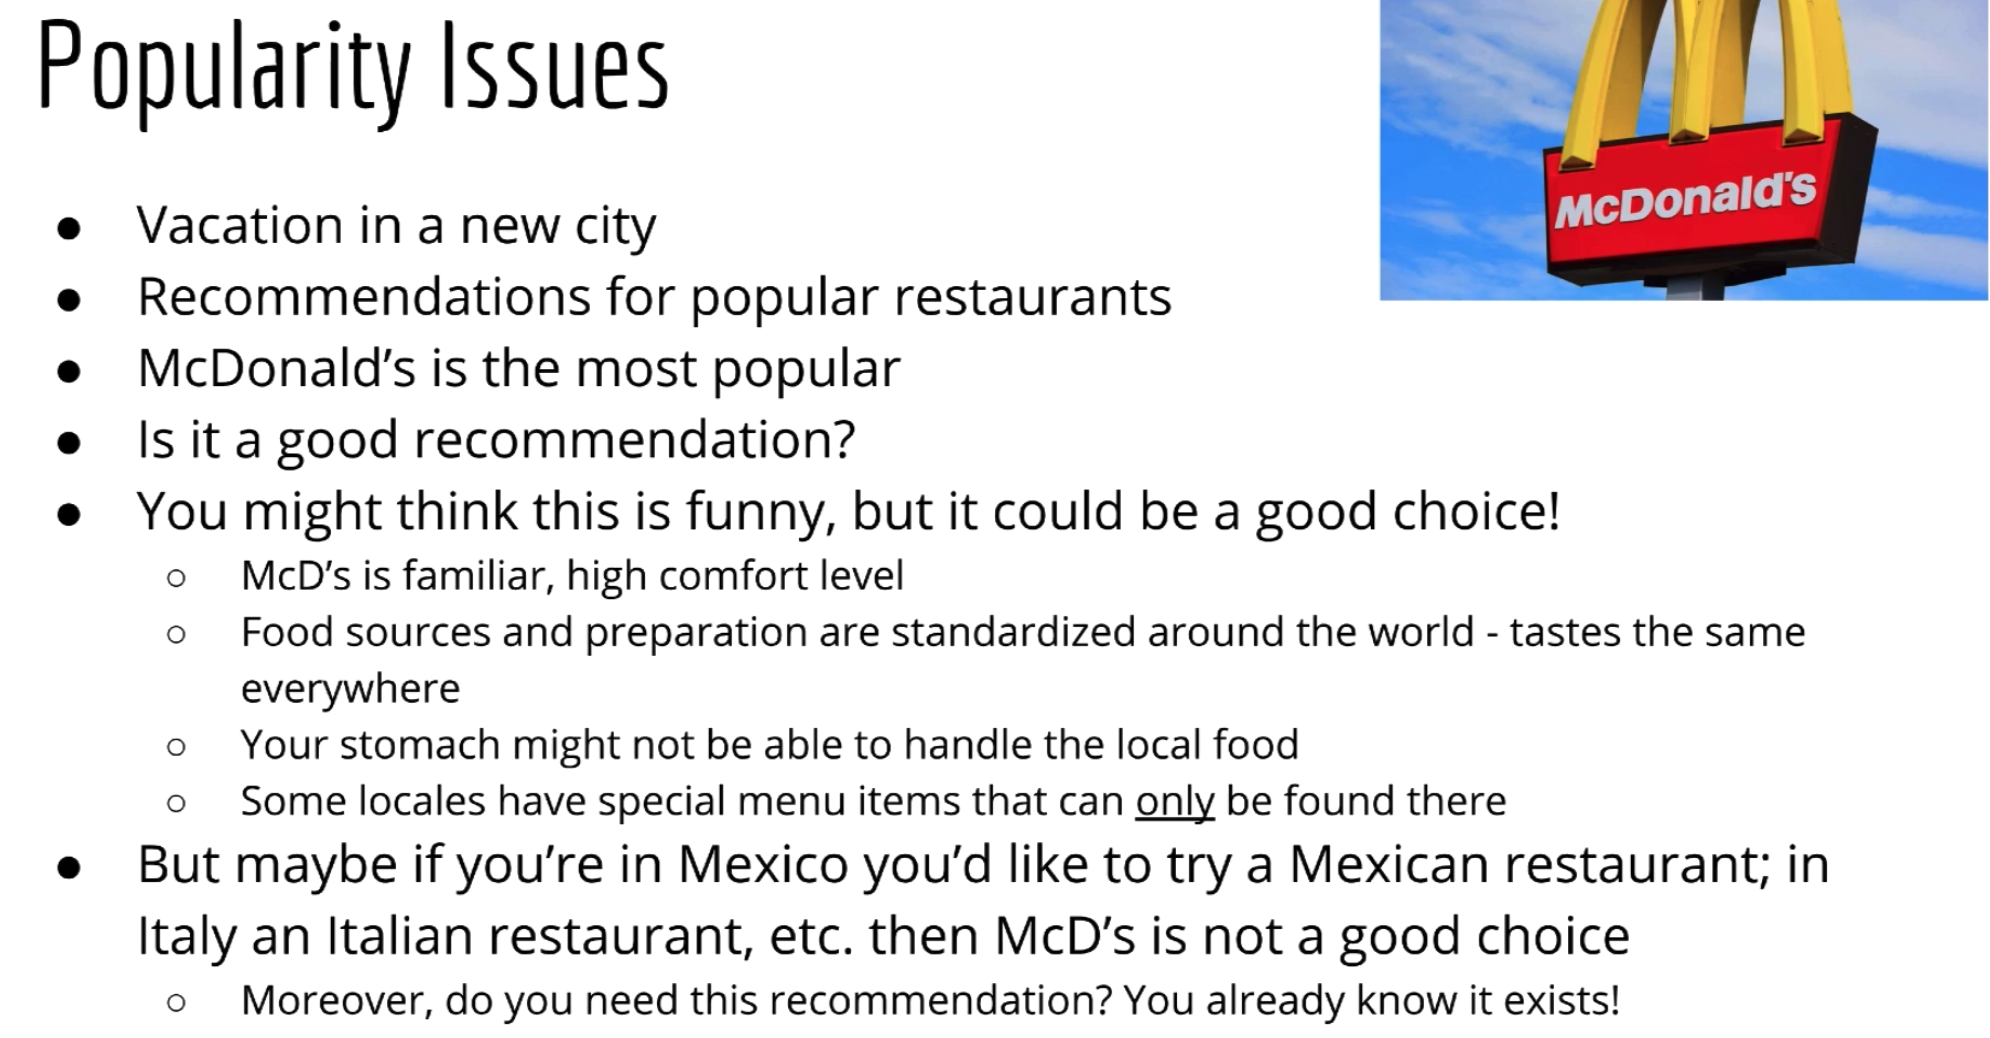 Popularity Issues
McDonald's
● Vacation in a new city
● Recommendations for popular restaurants
● McDonald’s is the most popular
● Is it a good recommendation?
● You might think this is funny, but it could be a good choice!
○ McD’s is familiar, high comfort level
○ Food sources and preparation are standardized around the world - tastes the same
everywhere
○ Your stomach might not be able to handle the local food
○ Some locales have special menu items that can only be found there
● But maybe if you’re in Mexico you’d like to try a Mexican restaurant; in
Italy an Italian restaurant, etc. then McD’s is not a good choice
○ Moreover, do you need this recommendation? You already know it exists!